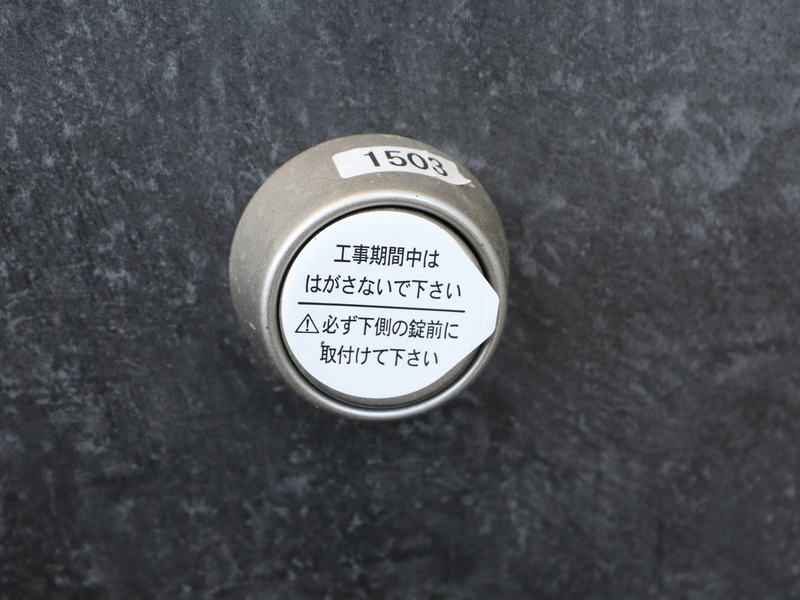 1503
工事期間中は
はがさないで下さい
⚠必ず下側の錠前に
取付けて下さい